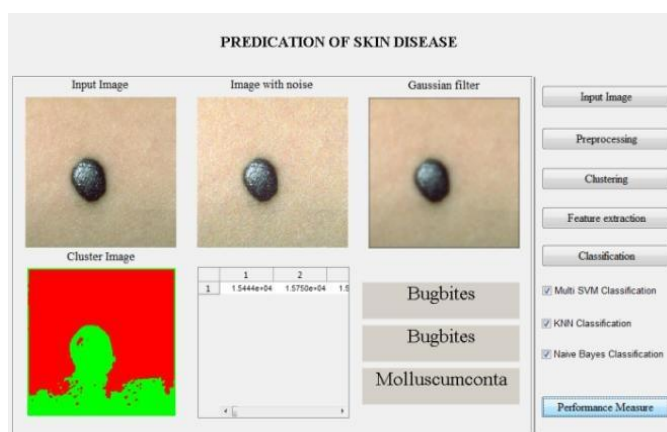 PREDICATION OF SKIN DISEASE
Input Image
Image with noise
Gaussian filter
Cluster Image
1 2
1 1.5444e+04 1.5750e+04 1.5
Bugbites
Bugbites
Molluscumconta
Input Image
Preprocessing
Clustering
Feature extraction
Classification
Multi SVM Classification
KNN Classification
Naive Bayes Classification
Performance Measure